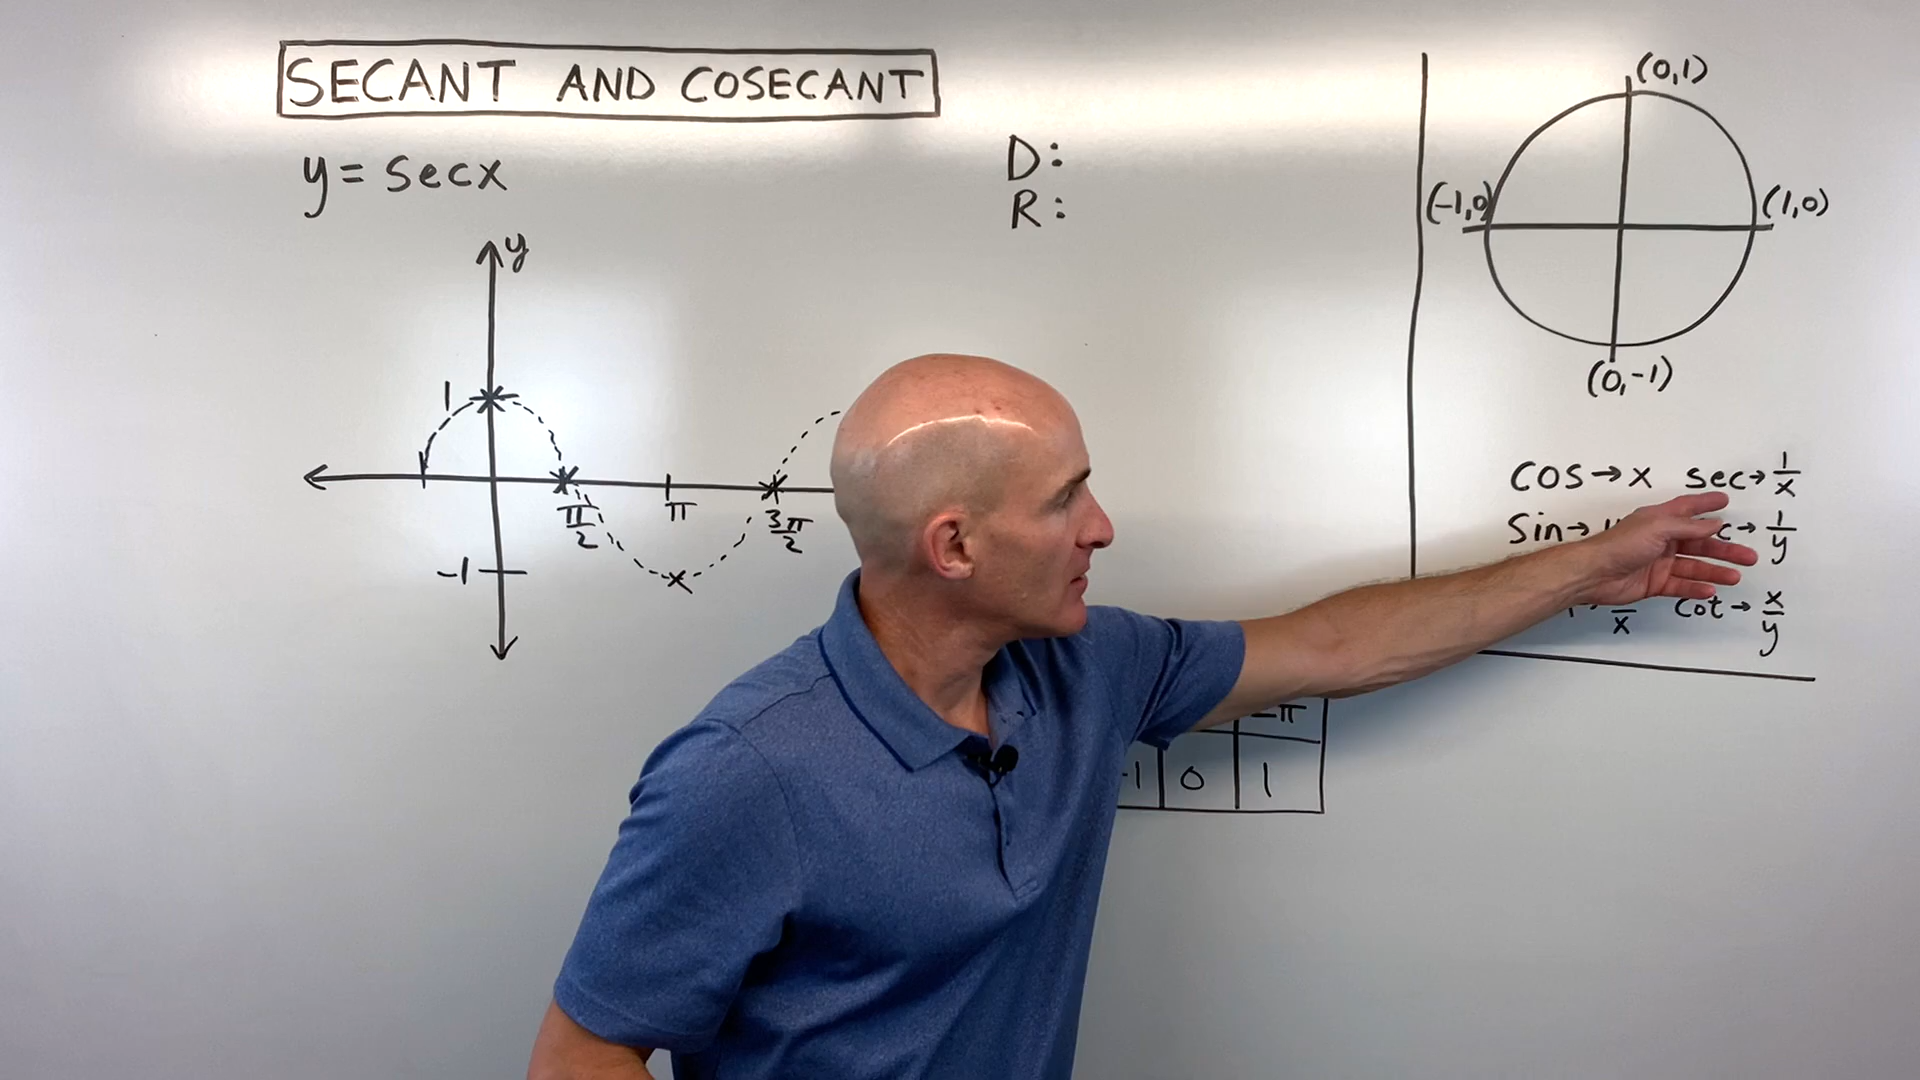 SECANT AND COSECANT
y = secx
D:
R:
y
1
π/2
π
3π/2
-1
(0,1)
(-1,0)
(1,0)
(0,-1)
COS→x sec→1/x
Sin→ c→1/y
x cot→x/y
π
-1 0 1